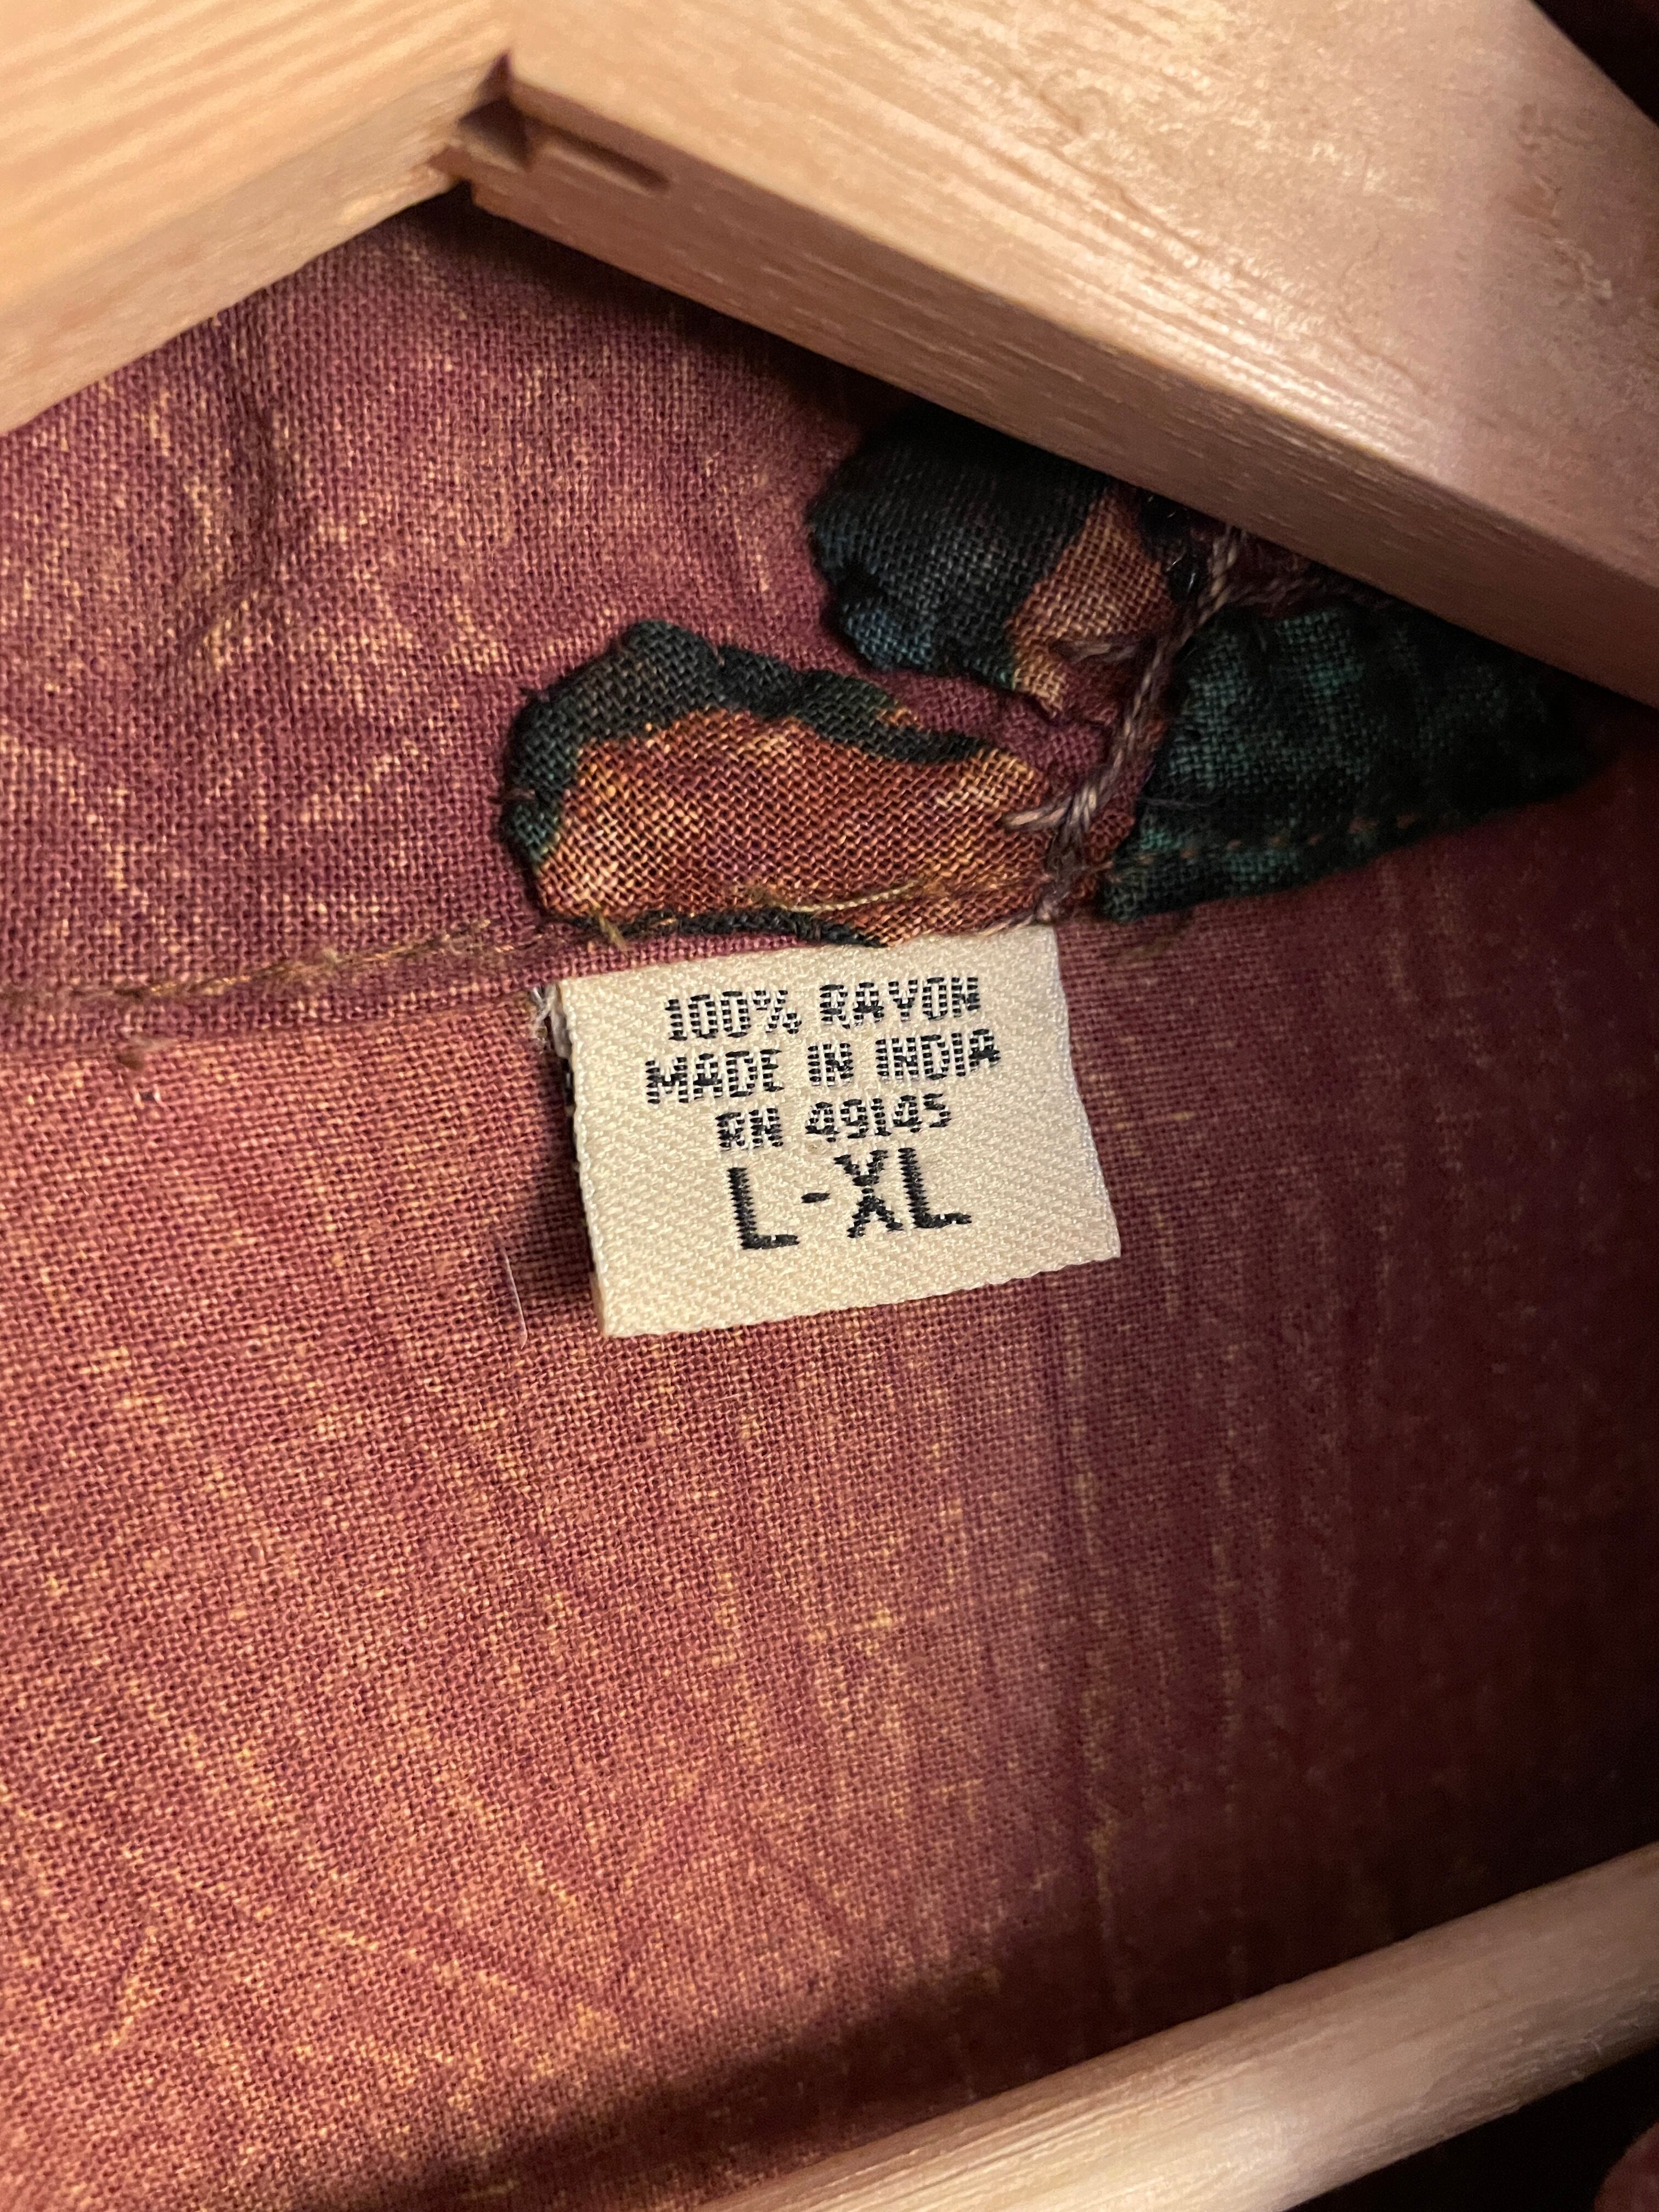 100% RAYON
MADE IN INDIA
RN 49145
L-XL